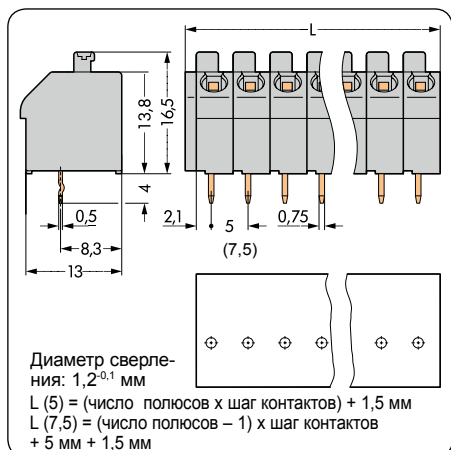 L
13,8
16,5
4
0,5
8,3
13
2,1
5
(7,5)
0,75
Диаметр сверле-
ния: 1,2-0,1 мм
L (5) = (число полюсов x шаг контактов) + 1,5 мм
L (7,5) = (число полюсов – 1) x шаг контактов
+ 5 мм + 1,5 мм